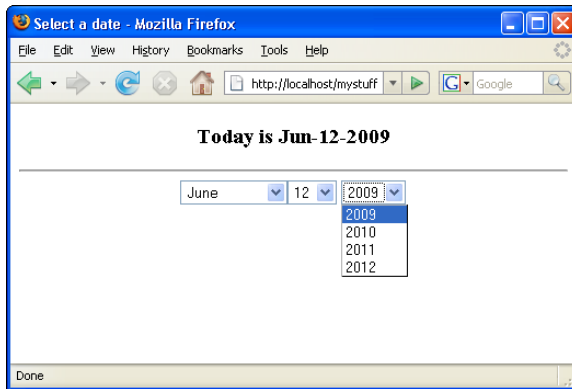 Select a date - Mozilla Firefox
File Edit View History Bookmarks Tools Help
http://localhost/mystuff G Google
Today is Jun-12-2009
June 12 2009
2009
2010
2011
2012
Done